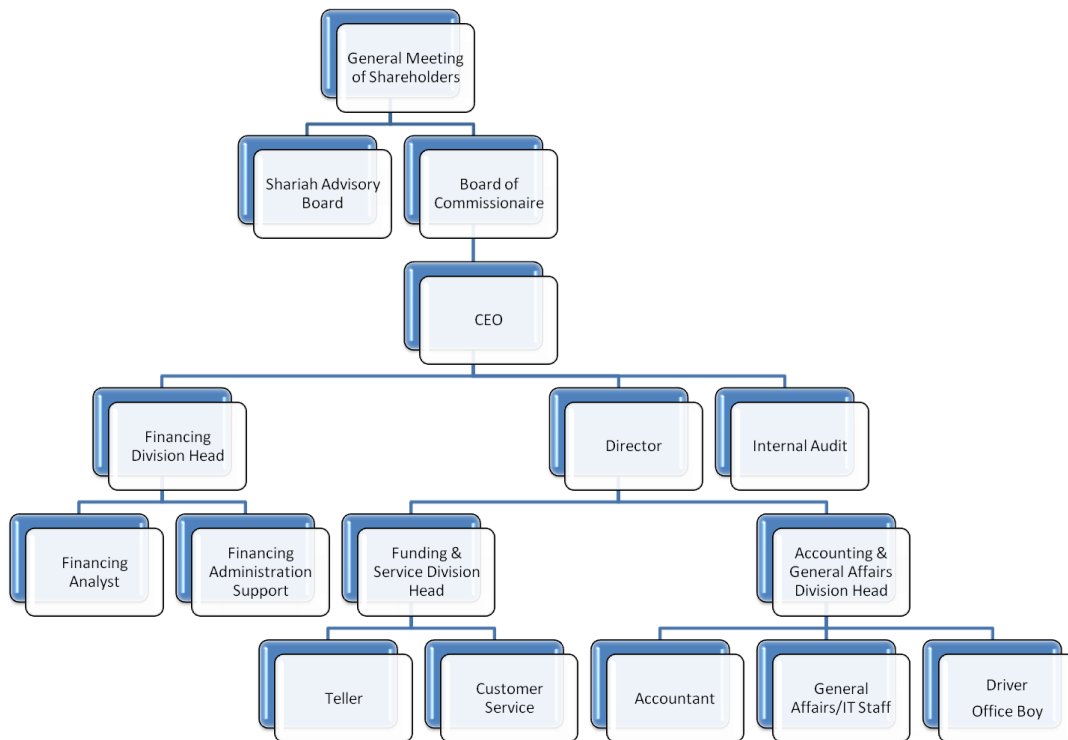 General Meeting
of Shareholders
Shariah Advisory
Board
Board of
Commissionaire
CEO
Financing
Division Head
Director
Internal Audit
Financing
Analyst
Financing
Administration
Support
Funding &
Service Division
Head
Accounting &
General Affairs
Division Head
Teller
Customer
Service
Accountant
General
Affairs/IT Staff
Driver
Office Boy